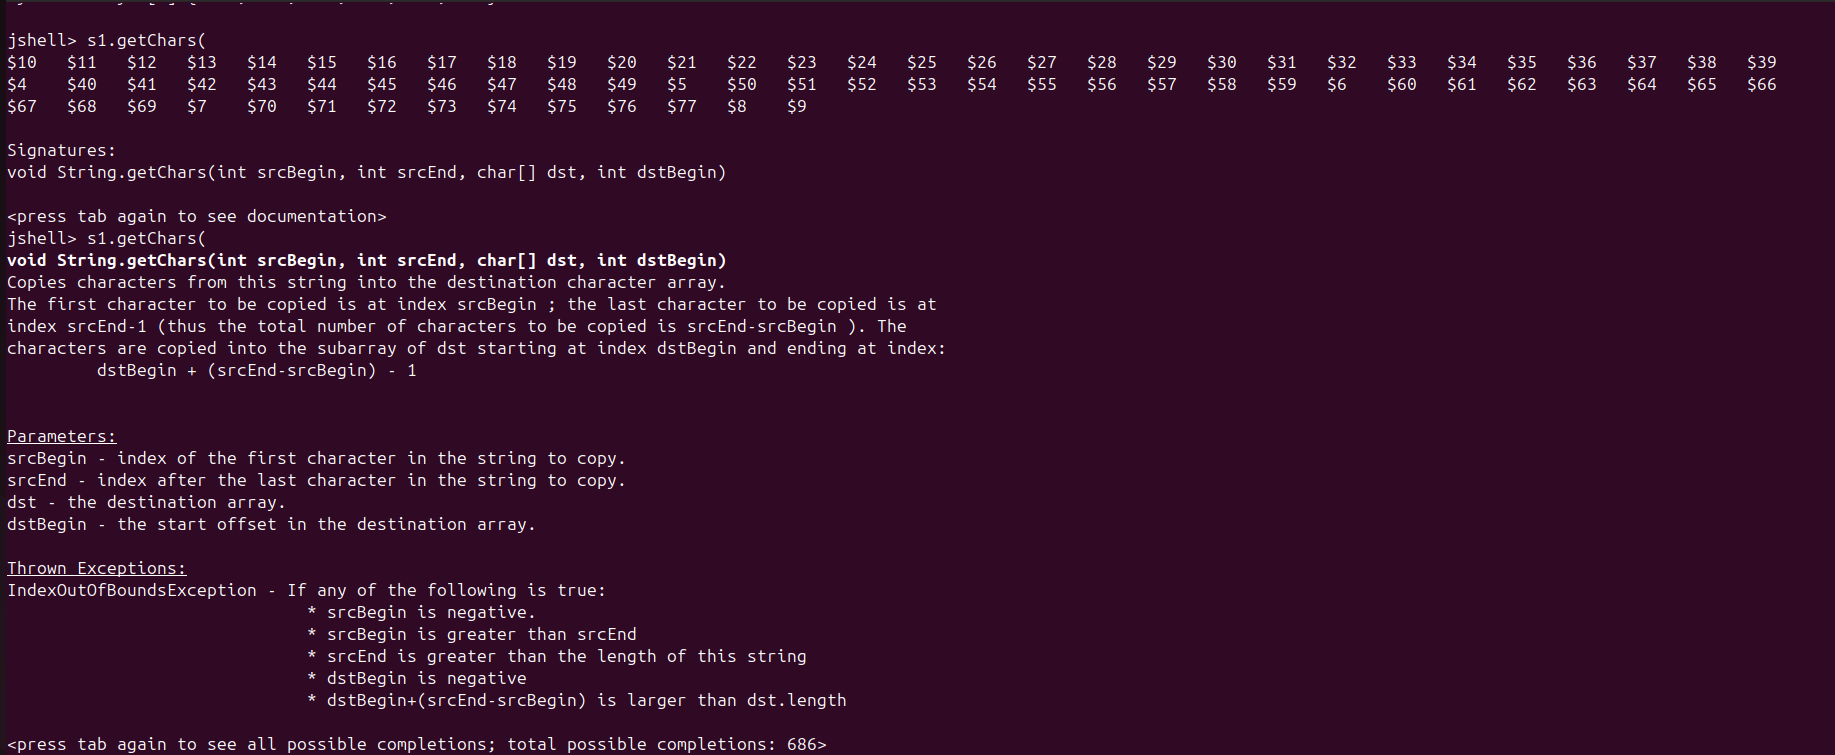 jshell> s1.getChars(
$10   $11   $12   $13   $14   $15   $16   $17   $18   $19   $20   $21   $22   $23   $24   $25   $26   $27   $28   $29   $30   $31   $32   $33   $34   $35   $36   $37   $38   $39
$4    $40   $41   $42   $43   $44   $45   $46   $47   $48   $49   $5    $50   $51   $52   $53   $54   $55   $56   $57   $58   $59   $6    $60   $61   $62   $63   $64   $65   $66
$67   $68   $69   $7    $70   $71   $72   $73   $74   $75   $76   $77   $8    $9
Signatures:
void String.getChars(int srcBegin, int srcEnd, char[] dst, int dstBegin)
<press tab again to see documentation>
jshell> s1.getChars(
void String.getChars(int srcBegin, int srcEnd, char[] dst, int dstBegin)
Copies characters from this string into the destination character array.
The first character to be copied is at index srcBegin ; the last character to be copied is at
index srcEnd-1 (thus the total number of characters to be copied is srcEnd-srcBegin ). The
characters are copied into the subarray of dst starting at index dstBegin and ending at index:
         dstBegin + (srcEnd-srcBegin) - 1
Parameters:
srcBegin - index of the first character in the string to copy.
srcEnd - index after the last character in the string to copy.
dst - the destination array.
dstBegin - the start offset in the destination array.
Thrown Exceptions:
IndexOutOfBoundsException - If any of the following is true:
                              * srcBegin is negative.
                              * srcBegin is greater than srcEnd
                              * srcEnd is greater than the length of this string
                              * dstBegin is negative
                              * dstBegin+(srcEnd-srcBegin) is larger than dst.length
<press tab again to see all possible completions; total possible completions: 686>